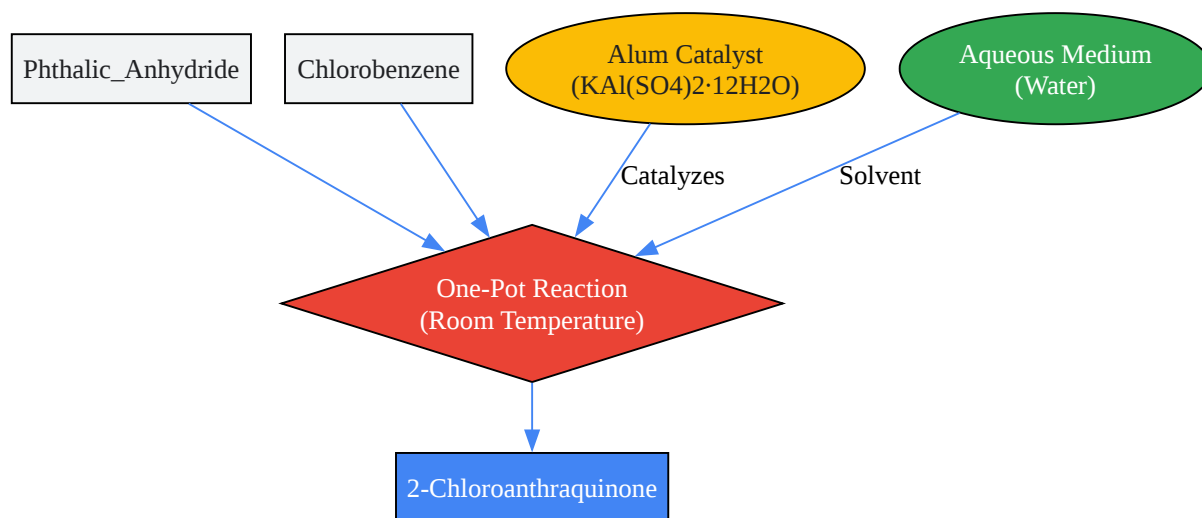 Phthalic_Anhydride
Chlorobenzene
Alum Catalyst
(KAl(SO4)2·12H2O)
Aqueous Medium
(Water)
Catalyzes
Solvent
One-Pot Reaction
(Room Temperature)
2-Chloroanthraquinone